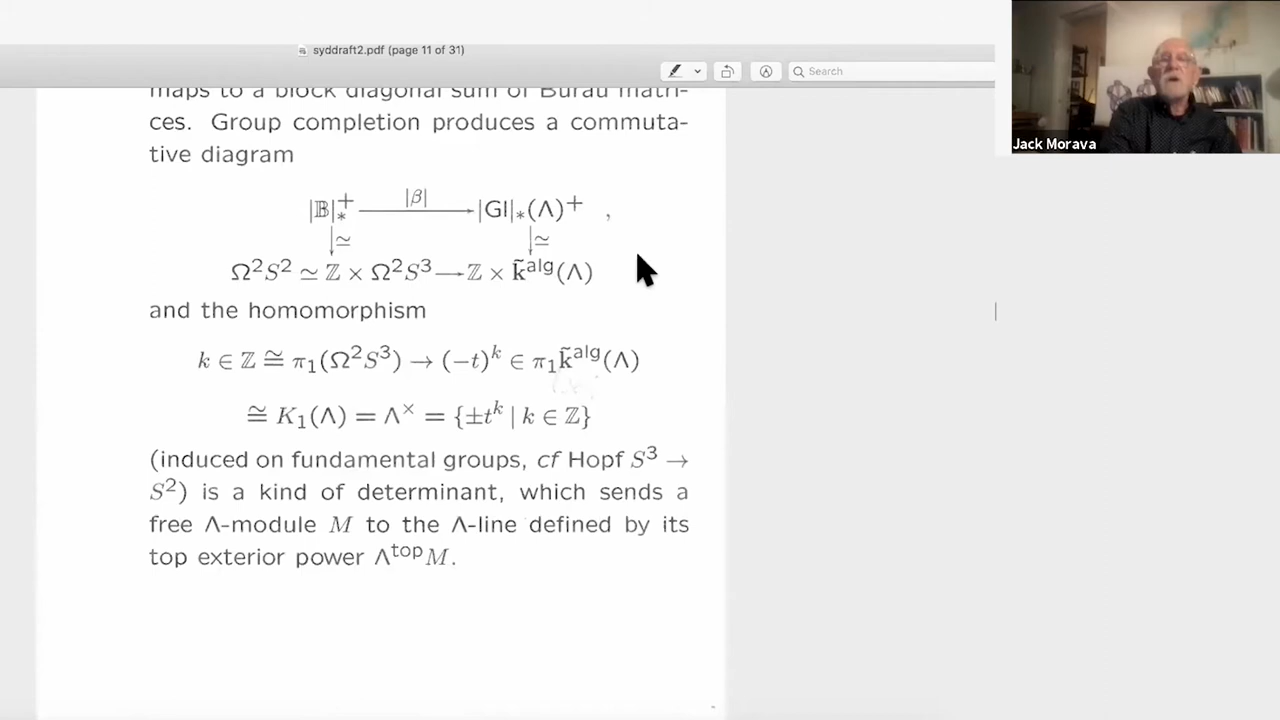 syddraft2.pdf (page 11 of 31)
Search
Jack Morava
maps to a block diagonal sum of Burau matri-
ces. Group completion produces a commuta-
tive diagram
|𝔹|⁺_* —|β|→ |Gl|_*(Λ)⁺ ,
↓≃ ↓≃
Ω²S² ≃ ℤ × Ω²S³ → ℤ × k̃^alg(Λ)
and the homomorphism
k ∈ ℤ ≅ π₁(Ω²S³) → (−t)^k ∈ π₁k̃^alg(Λ)
≅ K₁(Λ) = Λ^× = {±t^k | k ∈ ℤ}
(induced on fundamental groups, cf Hopf S³ →
S²) is a kind of determinant, which sends a
free Λ-module M to the Λ-line defined by its
top exterior power Λ^top M.